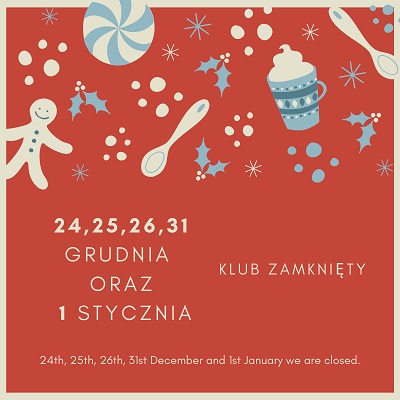 24,25,26,31
GRUDNIA
ORAZ
1 STYCZNIA
KLUB ZAMKNIĘTY
24th, 25th, 26th, 31st December and 1st January we are closed.